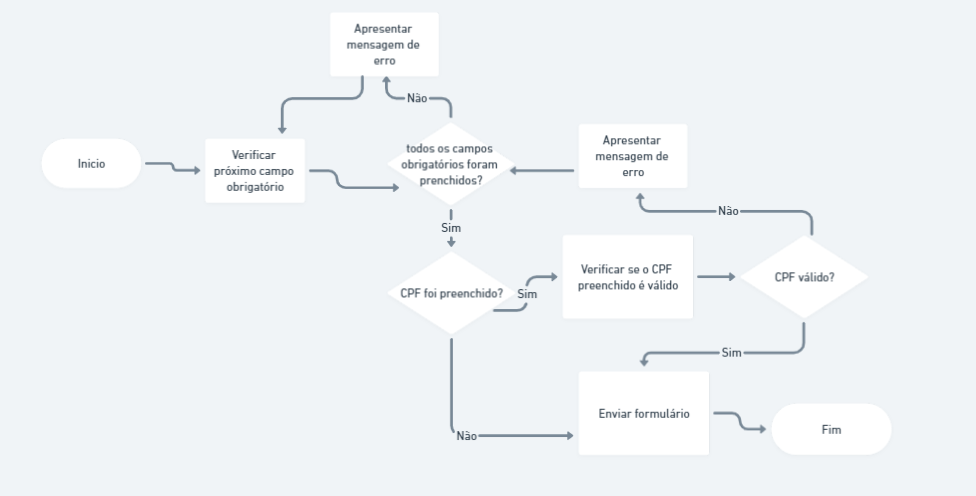 Apresentar
mensagem de
erro
Não
Inicio
Verificar
próximo campo
obrigatório
todos os campos
obrigatórios foram
prenchidos?
Apresentar
mensagem de
erro
Não
Sim
CPF foi preenchido?
Sim
Verificar se o CPF
preenchido é válido
CPF válido?
Sim
Enviar formulário
Não
Fim